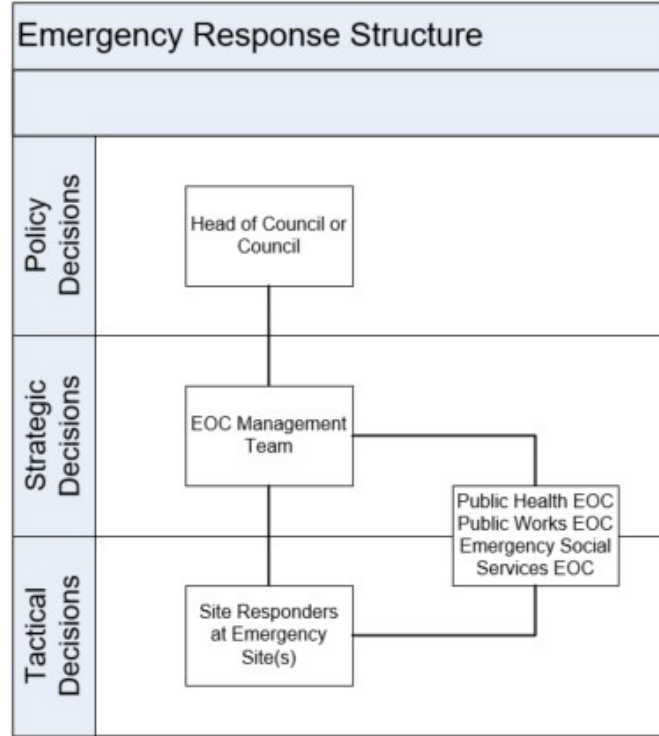 Emergency Response Structure
Policy
Decisions
Head of Council or
Council
Strategic
Decisions
EOC Management
Team
Public Health EOC
Public Works EOC
Emergency Social
Services EOC
Tactical
Decisions
Site Responders
at Emergency
Site(s)